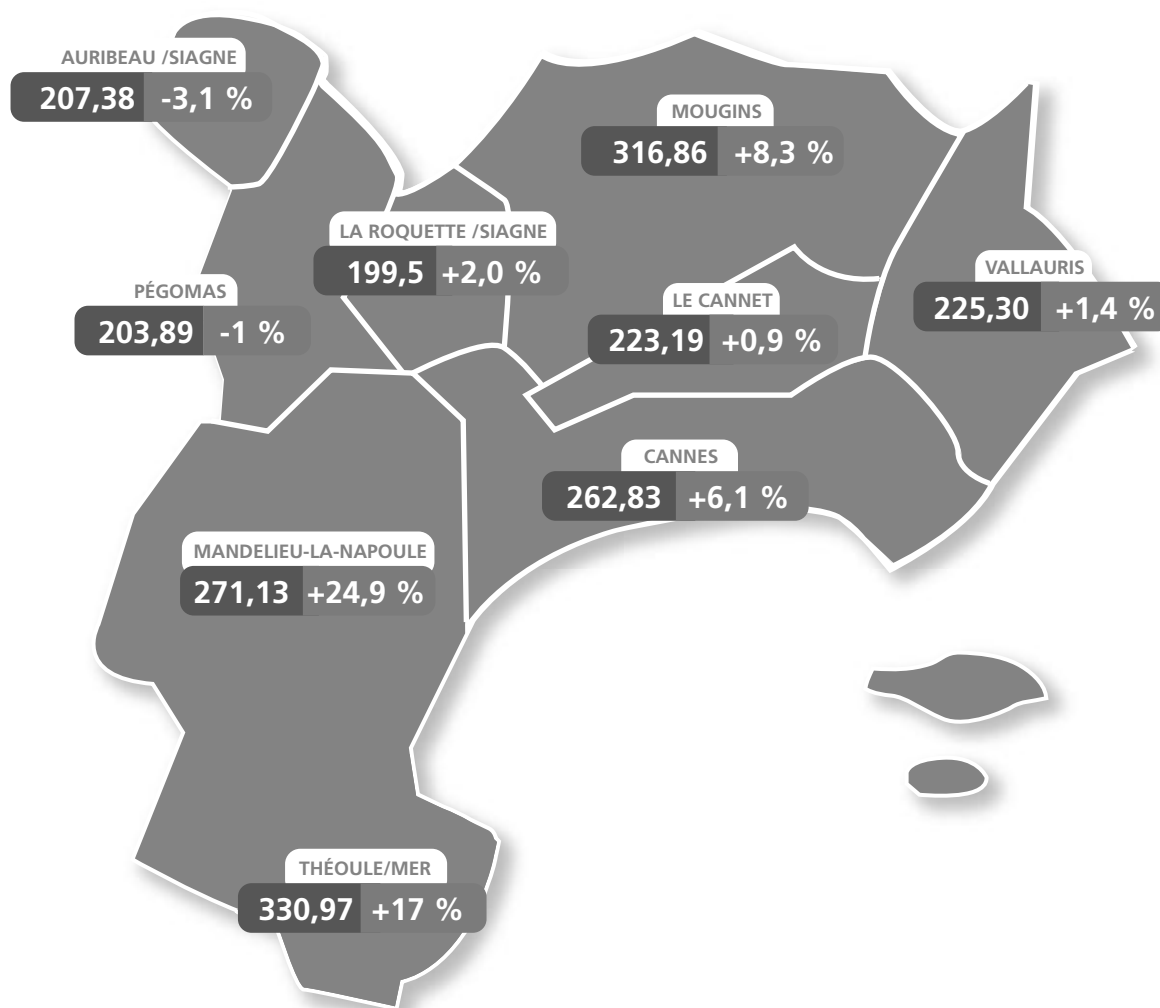 AURIBEAU /SIAGNE
207,38 -3,1 %
MOUGINS
316,86 +8,3 %
LA ROQUETTE /SIAGNE
199,5 +2,0 %
VALLAURIS
225,30 +1,4 %
PÉGOMAS
203,89 -1 %
LE CANNET
223,19 +0,9 %
CANNES
262,83 +6,1 %
MANDELIEU-LA-NAPOULE
271,13 +24,9 %
THÉOULE/MER
330,97 +17 %